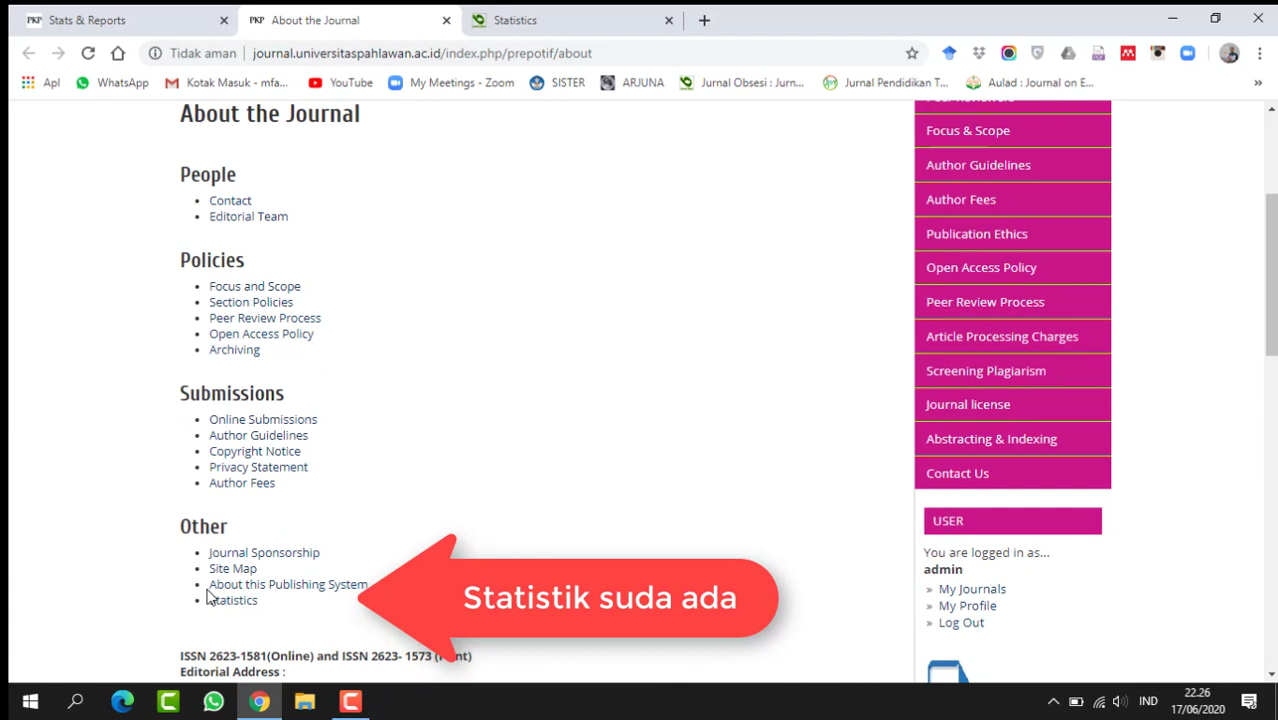 PKP Stats & Reports
PKP About the Journal
Statistics
Tidak aman
journal.universitaspahlawan.ac.id/index.php/prepotif/about
Apl
WhatsApp
Kotak Masuk - mfa...
YouTube
My Meetings - Zoom
SISTER
ARJUNA
Jurnal Obsesi : Jurn...
Jurnal Pendidikan T...
Aulad : Journal on E...
»
About the Journal
People
Contact
Editorial Team
Policies
Focus and Scope
Section Policies
Peer Review Process
Open Access Policy
Archiving
Submissions
Online Submissions
Author Guidelines
Copyright Notice
Privacy Statement
Author Fees
Other
Journal Sponsorship
Site Map
About this Publishing System
Statistics
Statistik suda ada
ISSN 2623-1581(Online) and ISSN 2623- 1573
Editorial Address :
Focus & Scope
Author Guidelines
Author Fees
Publication Ethics
Open Access Policy
Peer Review Process
Article Processing Charges
Screening Plagiarism
Journal license
Abstracting & Indexing
Contact Us
USER
You are logged in as...
admin
» My Journals
» My Profile
» Log Out
IND
22.26
17/06/2020